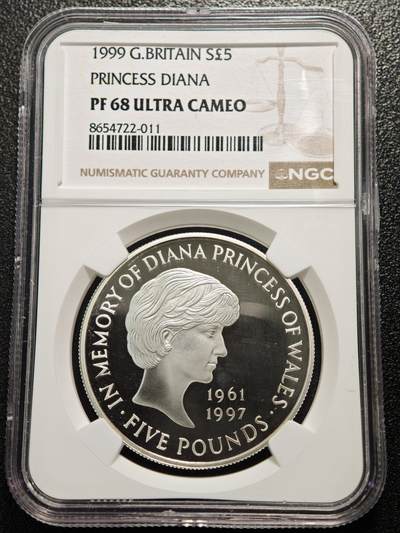 1999 G.BRITAIN S£5
PRINCESS DIANA
PF 68 ULTRA CAMEO
8654722-011
NUMISMATIC GUARANTY COMPANY
NGC
IN MEMORY OF DIANA PRINCESS OF WALES
1961
1997
· FIVE POUNDS ·